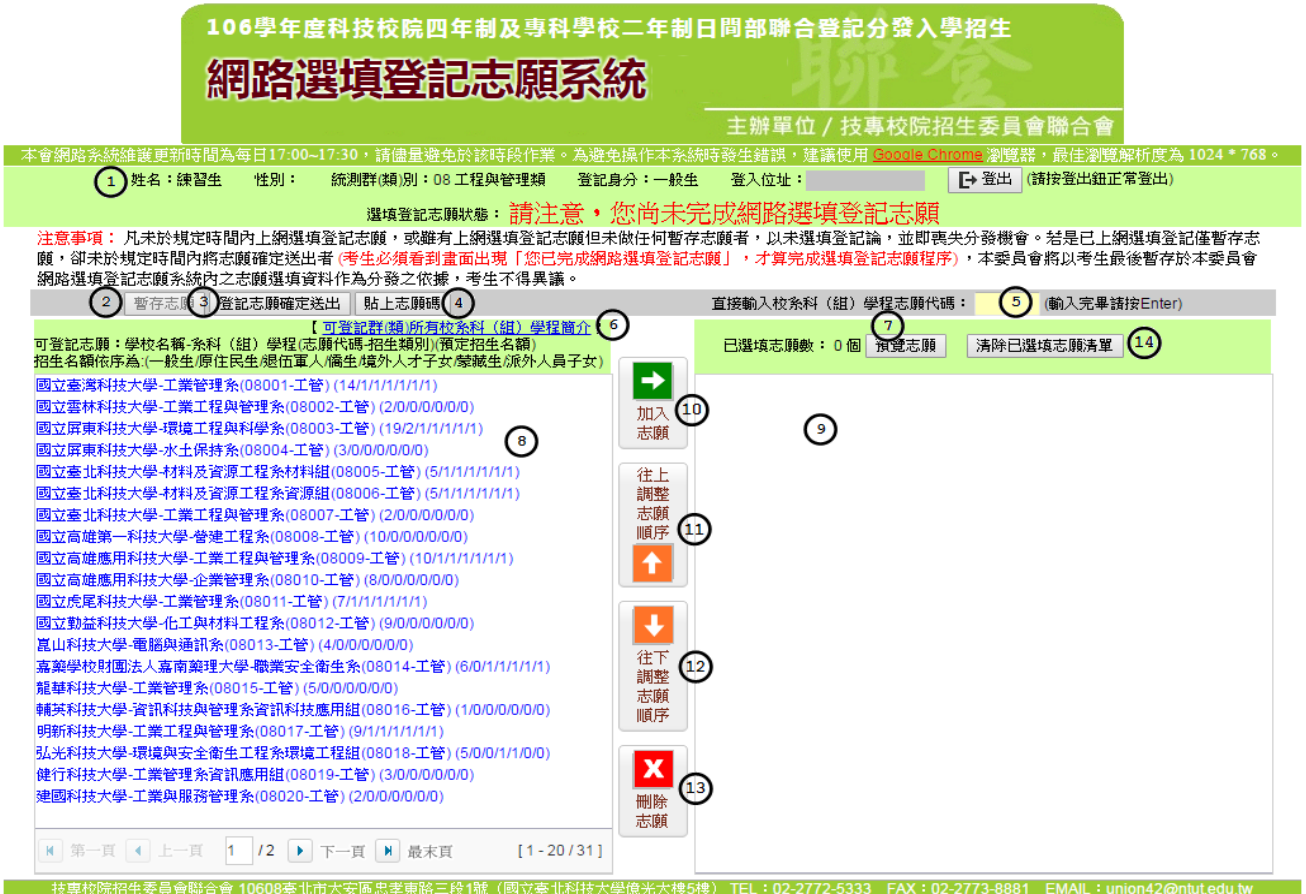 106學年度科技校院四年制及專科學校二年制日間部聯合登記分發入學招生
聯登
網路選填登記志願系統
主辦單位 / 技專校院招生委員會聯合會
本會網路系統維護更新時間為每日17:00~17:30，請儘量避免於該時段作業。為避免操作本系統時發生錯誤，建議使用 Google Chrome 瀏覽器，最佳瀏覽解析度為 1024 * 768。
1 姓名：練習生 性別： 統測群(類)別：08 工程與管理類 登記身分：一般生 登入位址： 登出 (請按登出鈕正常登出)
選填登記志願狀態：請注意，您尚未完成網路選填登記志願
注意事項： 凡未於規定時間內上網選填登記志願，或雖有上網選填登記志願但未做任何暫存志願者，以未選填登記論，並即喪失分發機會。若是已上網選填登記僅暫存志
願，卻未於規定時間內將志願確定送出者 (考生必須看到畫面出現「您已完成網路選填登記志願」，才算完成選填登記志願程序)，本委員會將以考生最後暫存於本委員會
網路選填登記志願系統內之志願選填資料作為分發之依據，考生不得異議。
2 暫存志願 3 登記志願確定送出 貼上志願碼 4 直接輸入校系科（組）學程志願代碼： 5 (輸入完畢請按Enter)
【 可登記群(類)所有校系科（組）學程簡介 6
可登記志願：學校名稱-系科（組）學程(志願代碼-招生類別)(預定招生名額)
招生名額依序為:(一般生/原住民生/退伍軍人/僑生/境外人才子女/蒙藏生/派外人員子女)
7
已選填志願數： 0 個 預覽志願 清除已選填志願清單 14
國立臺灣科技大學-工業管理系(08001-工管) (14/1/1/1/1/1/1)
國立雲林科技大學-工業工程與管理系(08002-工管) (2/0/0/0/0/0/0)
國立屏東科技大學-環境工程與科學系(08003-工管) (19/2/1/1/1/1/1)
國立屏東科技大學-水土保持系(08004-工管) (3/0/0/0/0/0/0)
國立臺北科技大學-材料及資源工程系材料組(08005-工管) (5/1/1/1/1/1/1)
國立臺北科技大學-材料及資源工程系資源組(08006-工管) (5/1/1/1/1/1/1)
國立臺北科技大學-工業工程與管理系(08007-工管) (2/0/0/0/0/0/0)
國立高雄第一科技大學-營建工程系(08008-工管) (10/0/0/0/0/0/0)
國立高雄應用科技大學-工業工程與管理系(08009-工管) (10/1/1/1/1/1/1)
國立高雄應用科技大學-企業管理系(08010-工管) (8/0/0/0/0/0/0)
國立虎尾科技大學-工業管理系(08011-工管) (7/1/1/1/1/1/1)
國立勤益科技大學-化工與材料工程系(08012-工管) (9/0/0/0/0/0/0)
崑山科技大學-電腦與通訊系(08013-工管) (4/0/0/0/0/0/0)
嘉藥學校財團法人嘉南藥理大學-職業安全衛生系(08014-工管) (6/0/1/1/1/1/1)
龍華科技大學-工業管理系(08015-工管) (5/0/0/0/0/0/0)
輔英科技大學-資訊科技與管理系資訊科技應用組(08016-工管) (1/0/0/0/0/0/0)
明新科技大學-工業工程與管理系(08017-工管) (9/1/1/1/1/1/1)
弘光科技大學-環境與安全衛生工程系環境工程組(08018-工管) (5/0/0/1/1/0/0)
健行科技大學-工業管理系資訊應用組(08019-工管) (3/0/0/0/0/0/0)
建國科技大學-工業與服務管理系(08020-工管) (2/0/0/0/0/0/0)
8
第一頁 上一頁 1 /2 下一頁 最末頁 [ 1 - 20 / 31 ]
加入
志願
10
往上
調整
志願
順序
11
往下
調整
志願
順序
12
X
刪除
志願
13
9
技專校院招生委員會聯合會 10608臺北市大安區忠孝東路三段1號（國立臺北科技大學億光大樓5樓） TEL：02-2772-5333 FAX：02-2773-8881 EMAIL：union42@ntut.edu.tw